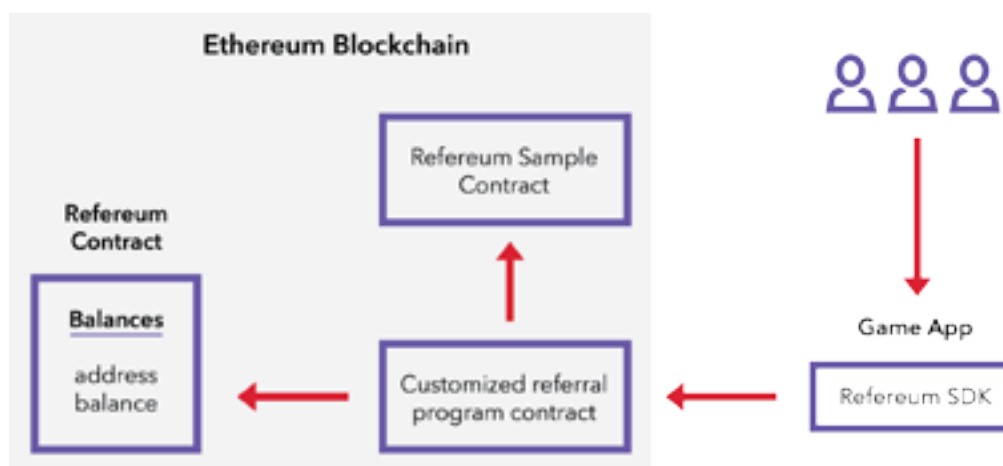 Ethereum Blockchain
Refereum Sample
Contract
Refereum
Contract
Balances
address
balance
Customized referral
program contract
Game App
Refereum SDK